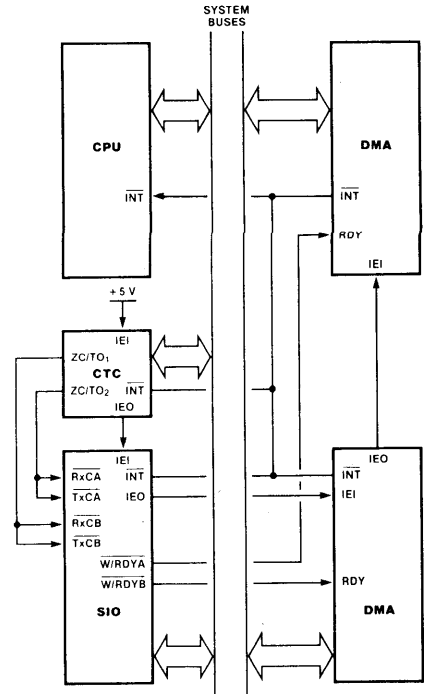 SYSTEM
BUSES
CPU
INT
DMA
INT
RDY
IEI
+5 V
IEI
ZC/TO1
CTC
ZC/TO2
INT
IEO
IEI
RxCA
INT
TxCA
IEO
RxCB
TxCB
W/RDYA
W/RDYB
SIO
IEO
INT
IEI
RDY
DMA